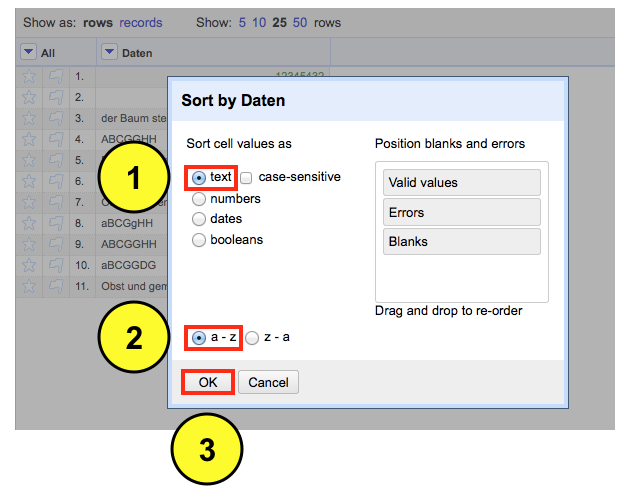 Show as: rows records Show: 5 10 25 50 rows
All Daten
1. 12345432
2.
3. der Baum ste
4. ABCGGHH
5.
6.
7.
8. aBCGgHH
9. ABCGGHH
10. aBCGGDG
11. Obst und gem
Sort by Daten
Sort cell values as
text case-sensitive
numbers
dates
booleans
Position blanks and errors
Valid values
Errors
Blanks
Drag and drop to re-order
a - z z - a
OK Cancel
1
2
3